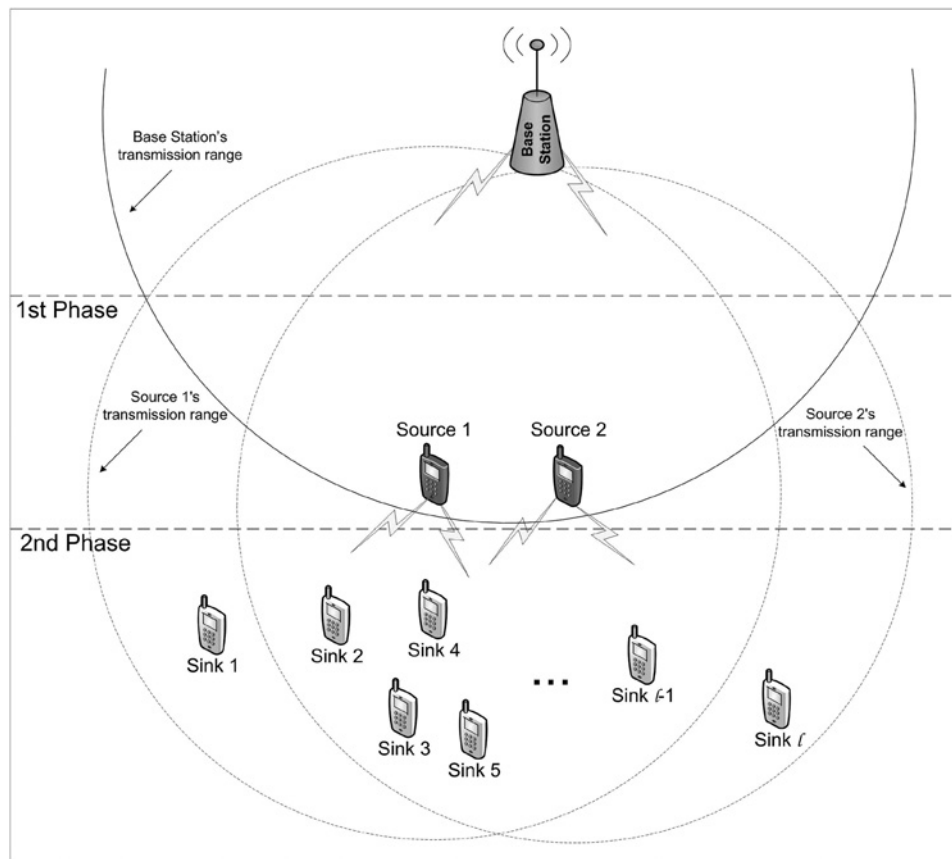 Base
Station
Base Station's
transmission range
1st Phase
Source 1's
transmission range
Source 1
Source 2
Source 2's
transmission range
2nd Phase
Sink 1
Sink 2
Sink 4
...
Sink ℓ-1
Sink 3
Sink 5
Sink ℓ